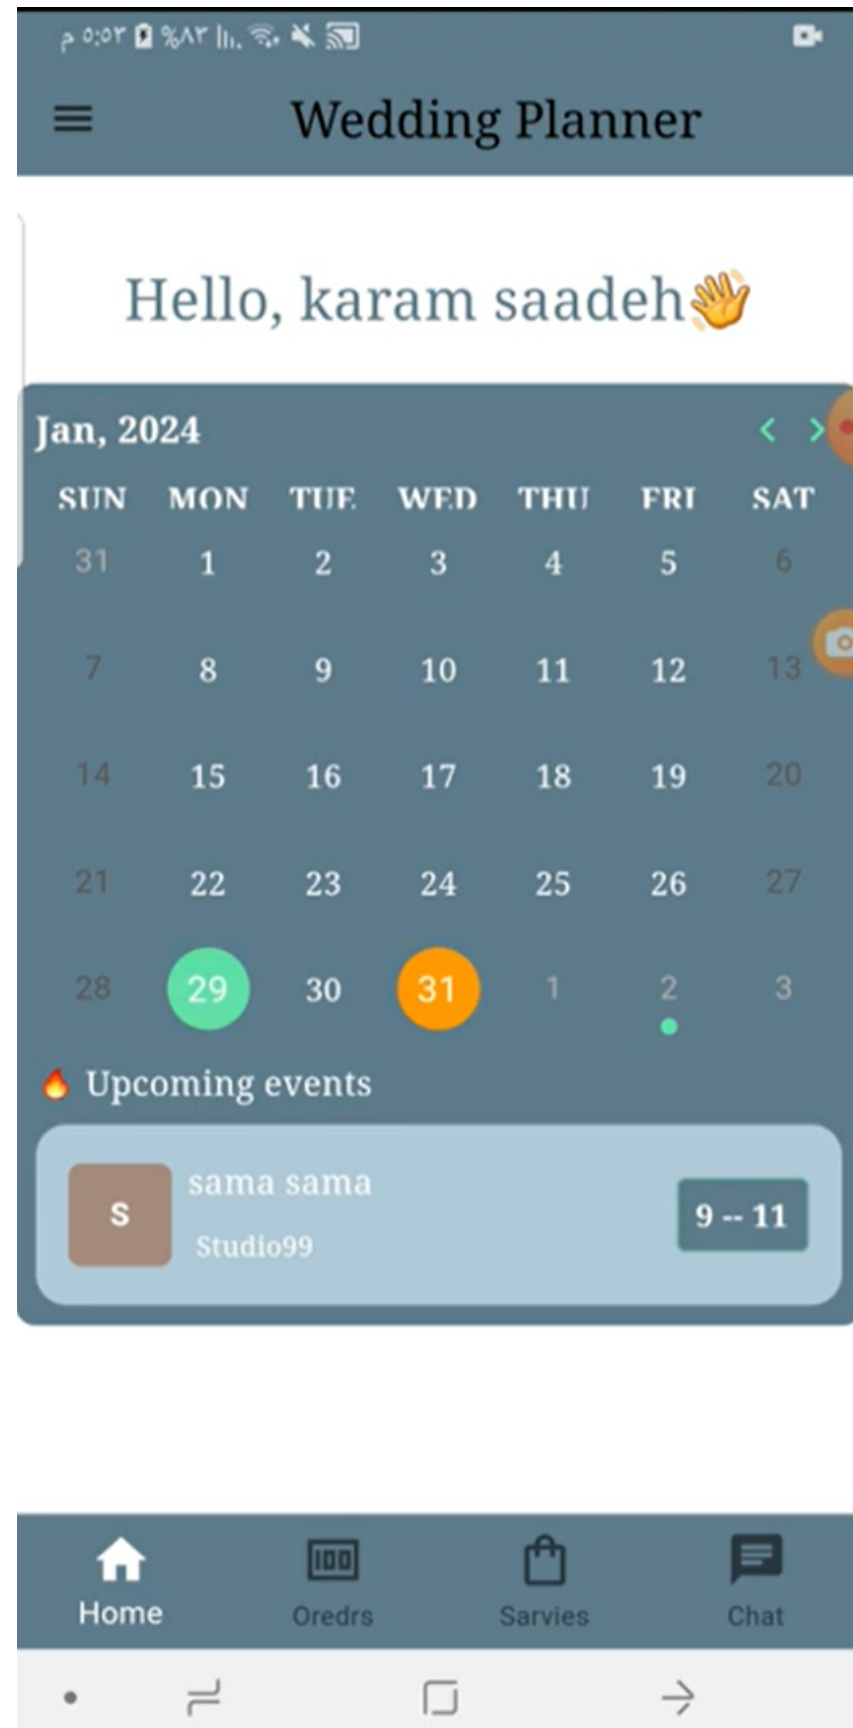 م ٥:٥٣ %٨٣
Wedding Planner
Hello, karam saadeh👋
Jan, 2024
SUN MON TUE WED THU FRI SAT
31 1 2 3 4 5 6
7 8 9 10 11 12 13
14 15 16 17 18 19 20
21 22 23 24 25 26 27
28 29 30 31 1 2 3
🔥 Upcoming events
S
sama sama
Studio99
9 -- 11
Home Oredrs Sarvies Chat